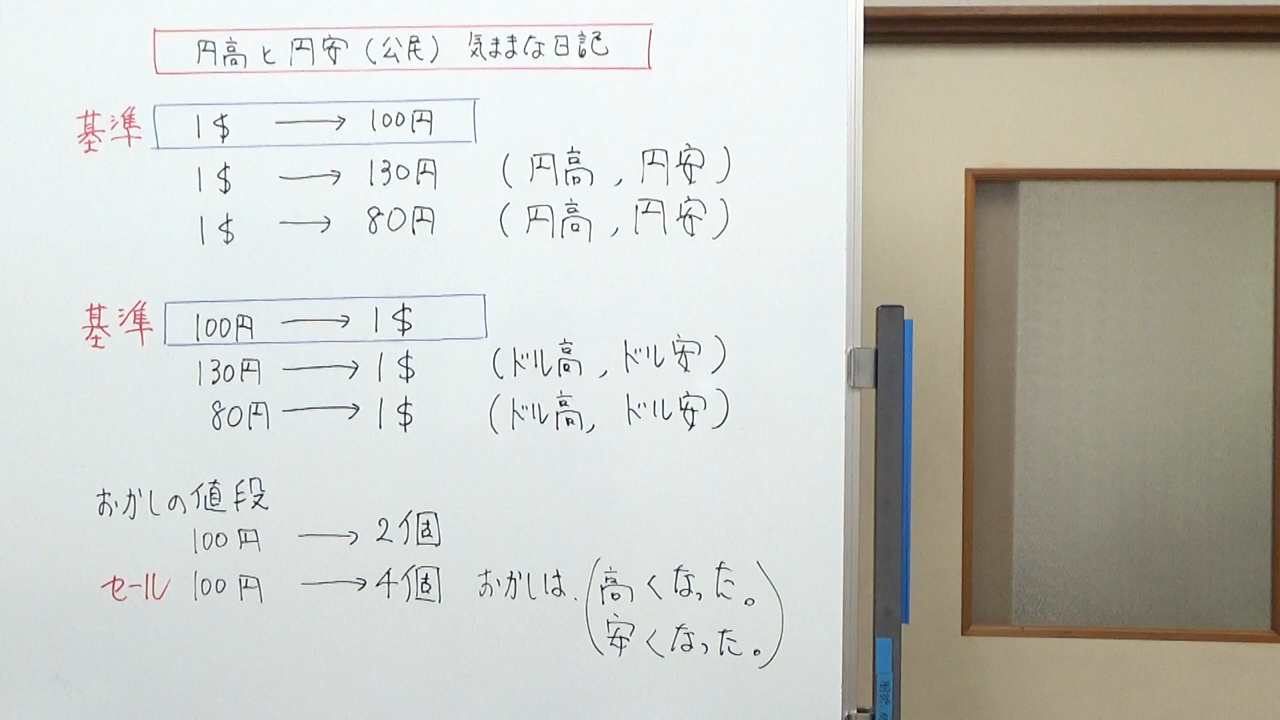 円高と円安(公民) 気ままな日記
基準 1$ → 100円
1$ → 130円 (円高, 円安)
1$ → 80円 (円高, 円安)
基準 100円 → 1$
130円 → 1$ (ドル高, ドル安)
80円 → 1$ (ドル高, ドル安)
おかしの値段
100円 → 2個
セール 100円 → 4個 おかしは、(高くなった。
安くなった。)